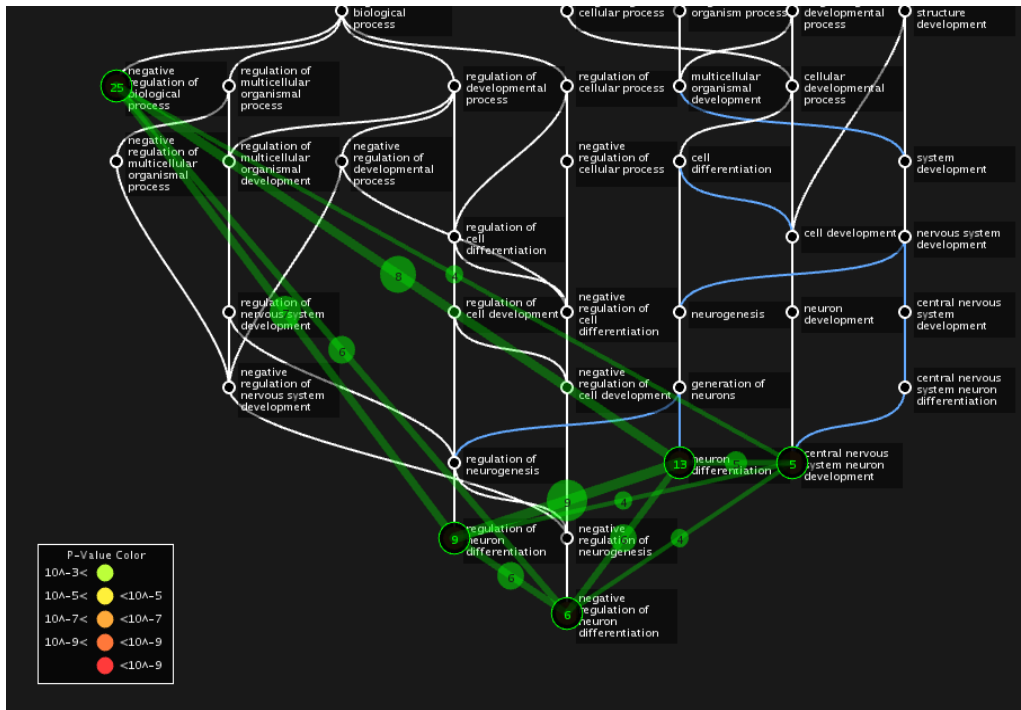 biological
process
cellular process
organism process
developmental
process
structure
development
25
negative
regulation of
biological
process
regulation of
multicellular
organismal
process
regulation of
developmental
process
regulation of
cellular process
multicellular
organismal
development
cellular
developmental
process
negative
regulation of
multicellular
organismal
process
regulation of
multicellular
organismal
development
negative
regulation of
developmental
process
negative
regulation of
cellular process
cell
differentiation
system
development
regulation of
cell
differentiation
cell development
nervous system
development
8
4
regulation of
nervous system
development
regulation of
cell development
negative
regulation of
cell
differentiation
neurogenesis
neuron
development
central nervous
system
development
6
negative
regulation of
nervous system
development
negative
regulation of
cell development
generation of
neurons
central nervous
system neuron
differentiation
regulation of
neurogenesis
13
neuron
differentiation
5
5
central nervous
system neuron
development
9
4
9
regulation of
neuron
differentiation
negative
regulation of
neurogenesis
4
6
6
negative
regulation of
neuron
differentiation
P-Value Color
10^-3<
10^-5<
<10^-5
10^-7<
<10^-7
10^-9<
<10^-9
<10^-9